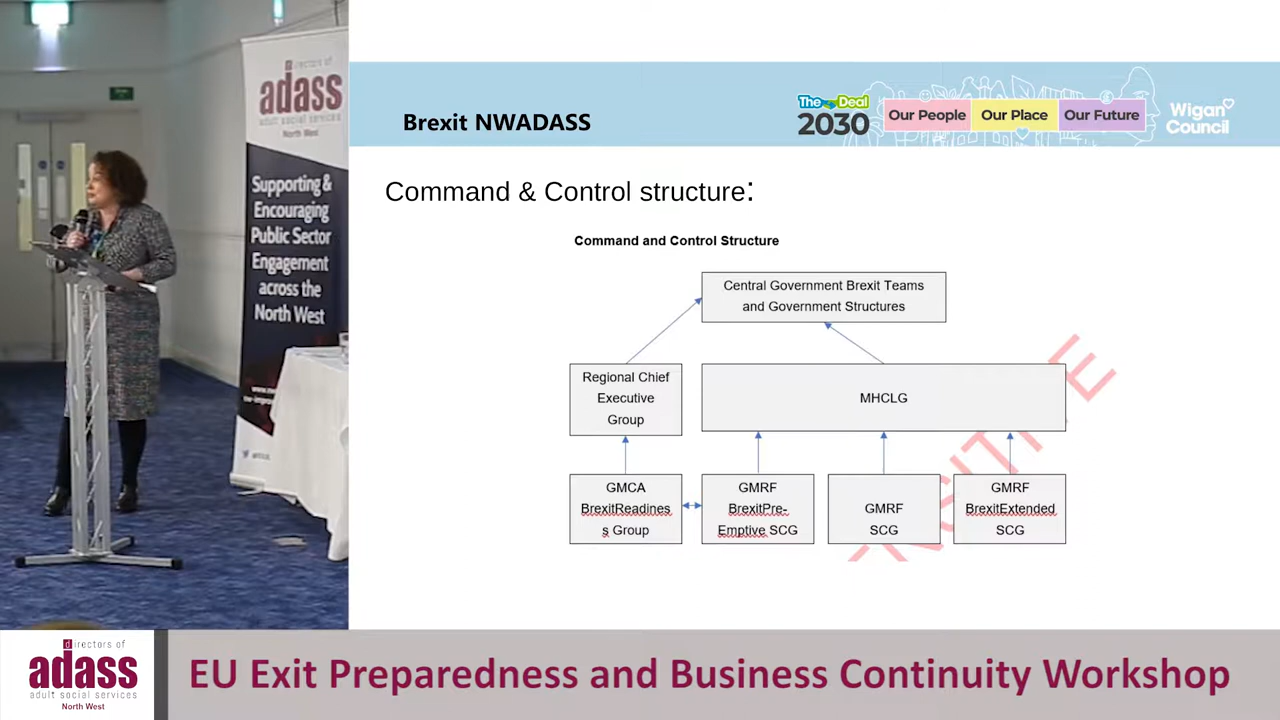 directors of
adass
adult social services
North West
Supporting &
Encouraging
Public Sector
Engagement
across the
North West
Brexit NWADASS
The Deal
2030
Our People
Our Place
Our Future
Wigan
Council
Command & Control structure:
Command and Control Structure
Central Government Brexit Teams
and Government Structures
Regional Chief
Executive
Group
MHCLG
GMCA
BrexitReadines
s Group
GMRF
BrexitPre-
Emptive SCG
GMRF
SCG
GMRF
BrexitExtended
SCG
directors of
adass
adult social services
North West
EU Exit Preparedness and Business Continuity Workshop